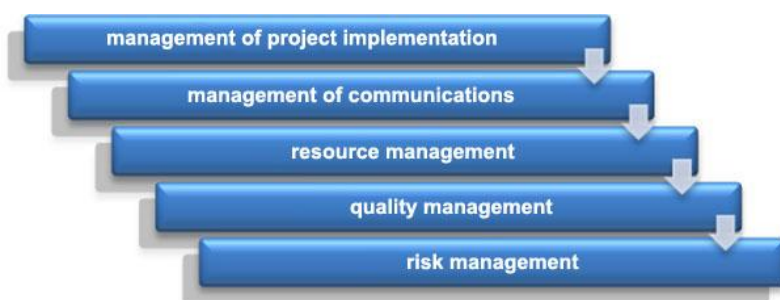 management of project implementation
management of communications
resource management
quality management
risk management